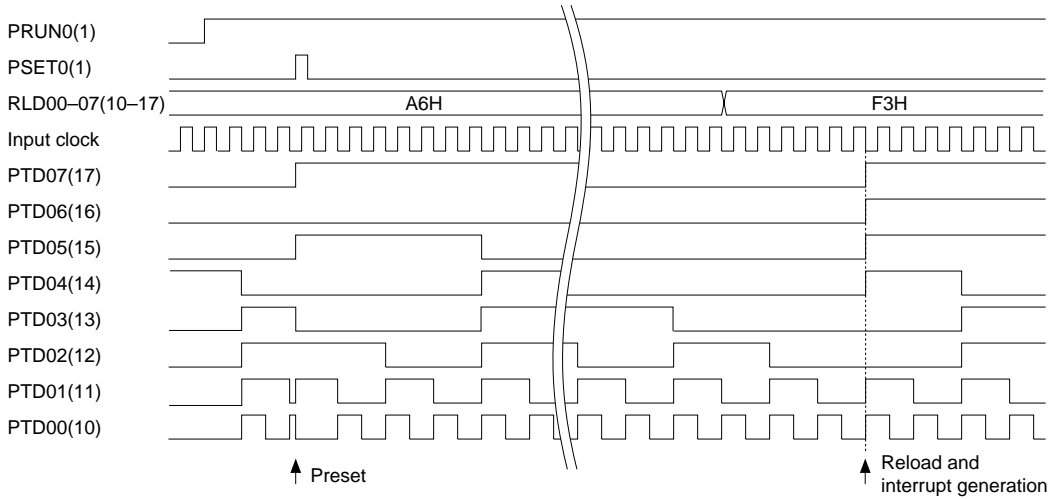 PRUN0(1)
PSET0(1)
RLD00–07(10–17)
A6H
F3H
Input clock
PTD07(17)
PTD06(16)
PTD05(15)
PTD04(14)
PTD03(13)
PTD02(12)
PTD01(11)
PTD00(10)
Preset
Reload and
interrupt generation